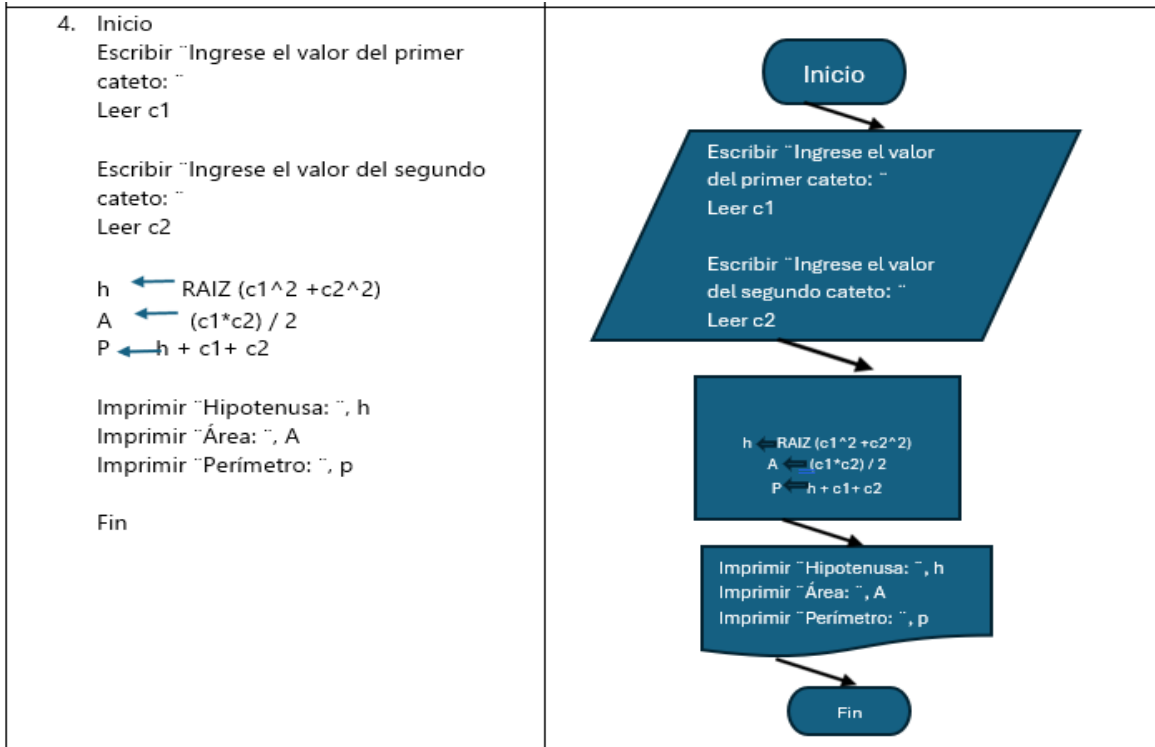 4. Inicio
Escribir ¨Ingrese el valor del primer
cateto: ¨
Leer c1
Escribir ¨Ingrese el valor del segundo
cateto: ¨
Leer c2
h ← RAIZ (c1^2 +c2^2)
A ← (c1*c2) / 2
P ← h + c1+ c2
Imprimir ¨Hipotenusa: ¨, h
Imprimir ¨Área: ¨, A
Imprimir ¨Perímetro: ¨, p
Fin
Inicio
Escribir ¨Ingrese el valor
del primer cateto: ¨
Leer c1
Escribir ¨Ingrese el valor
del segundo cateto: ¨
Leer c2
h ← RAIZ (c1^2 +c2^2)
A ← (c1*c2) / 2
P ← h + c1+ c2
Imprimir ¨Hipotenusa: ¨, h
Imprimir ¨Área: ¨, A
Imprimir ¨Perímetro: ¨, p
Fin